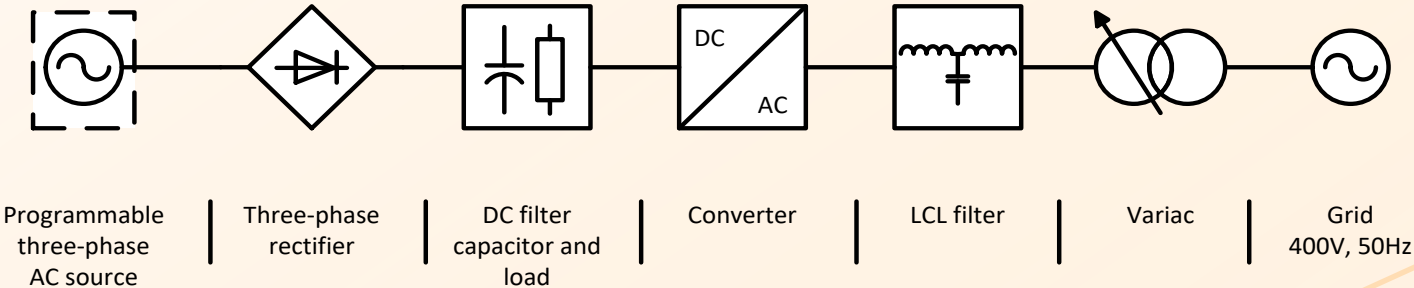 DC
AC
Programmable
three-phase
AC source
Three-phase
rectifier
DC filter
capacitor and
load
Converter
LCL filter
Variac
Grid
400V, 50Hz